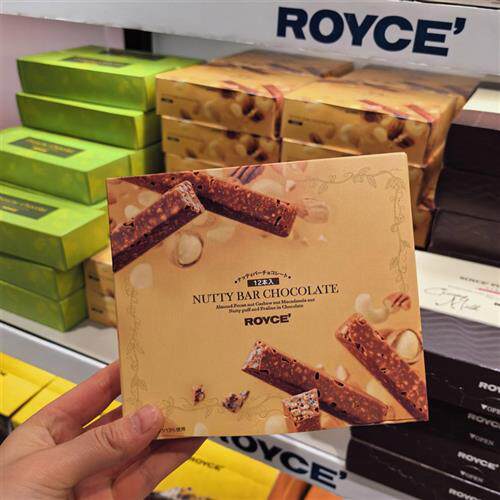 ROYCE'
ナッティバーチョコレート
12本入
NUTTY BAR CHOCOLATE
Almond Pecan nut Cashew nut Macadamia nut
Nutty puff and Praline in Chocolate
ROYCE'
ROYCE'